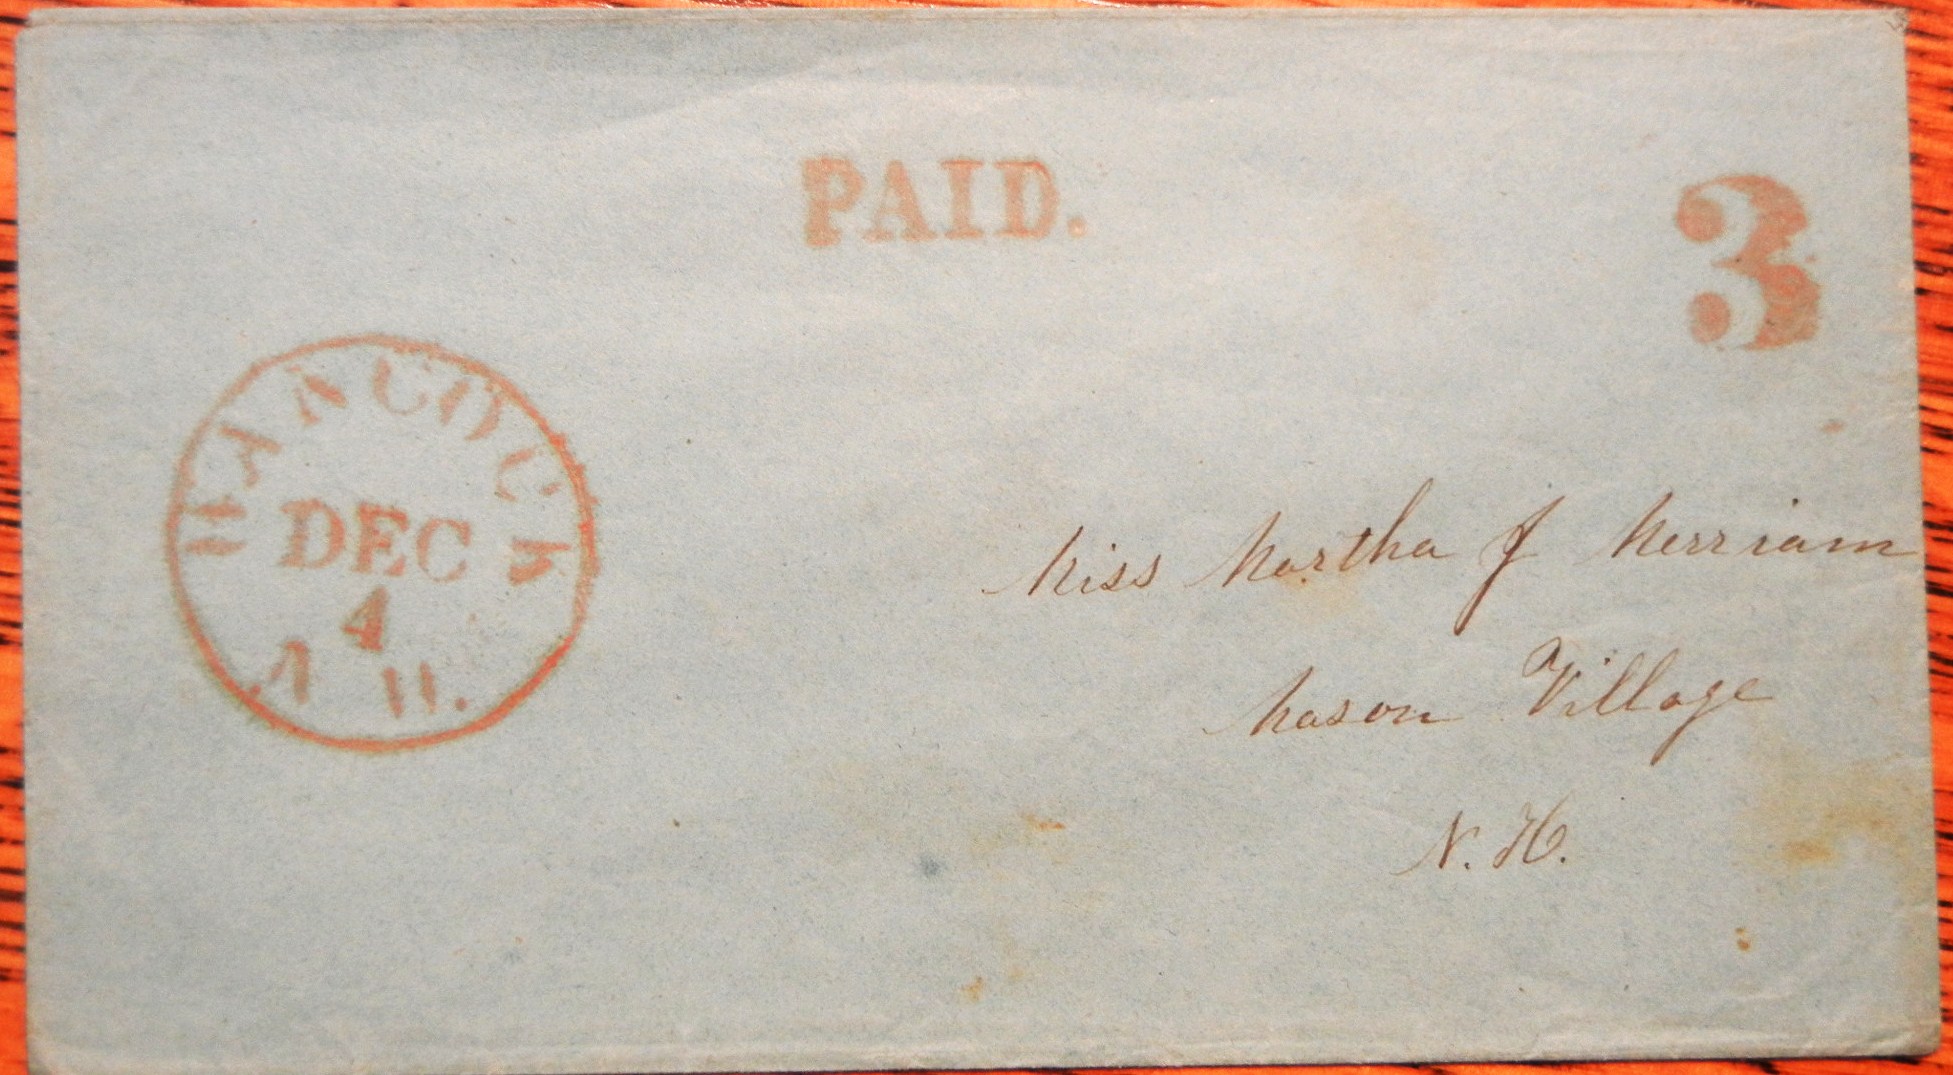 PAID.
3
HANCOCK
DEC
4
N. H.
Miss Martha J Merriam
Mason Village
N. H.